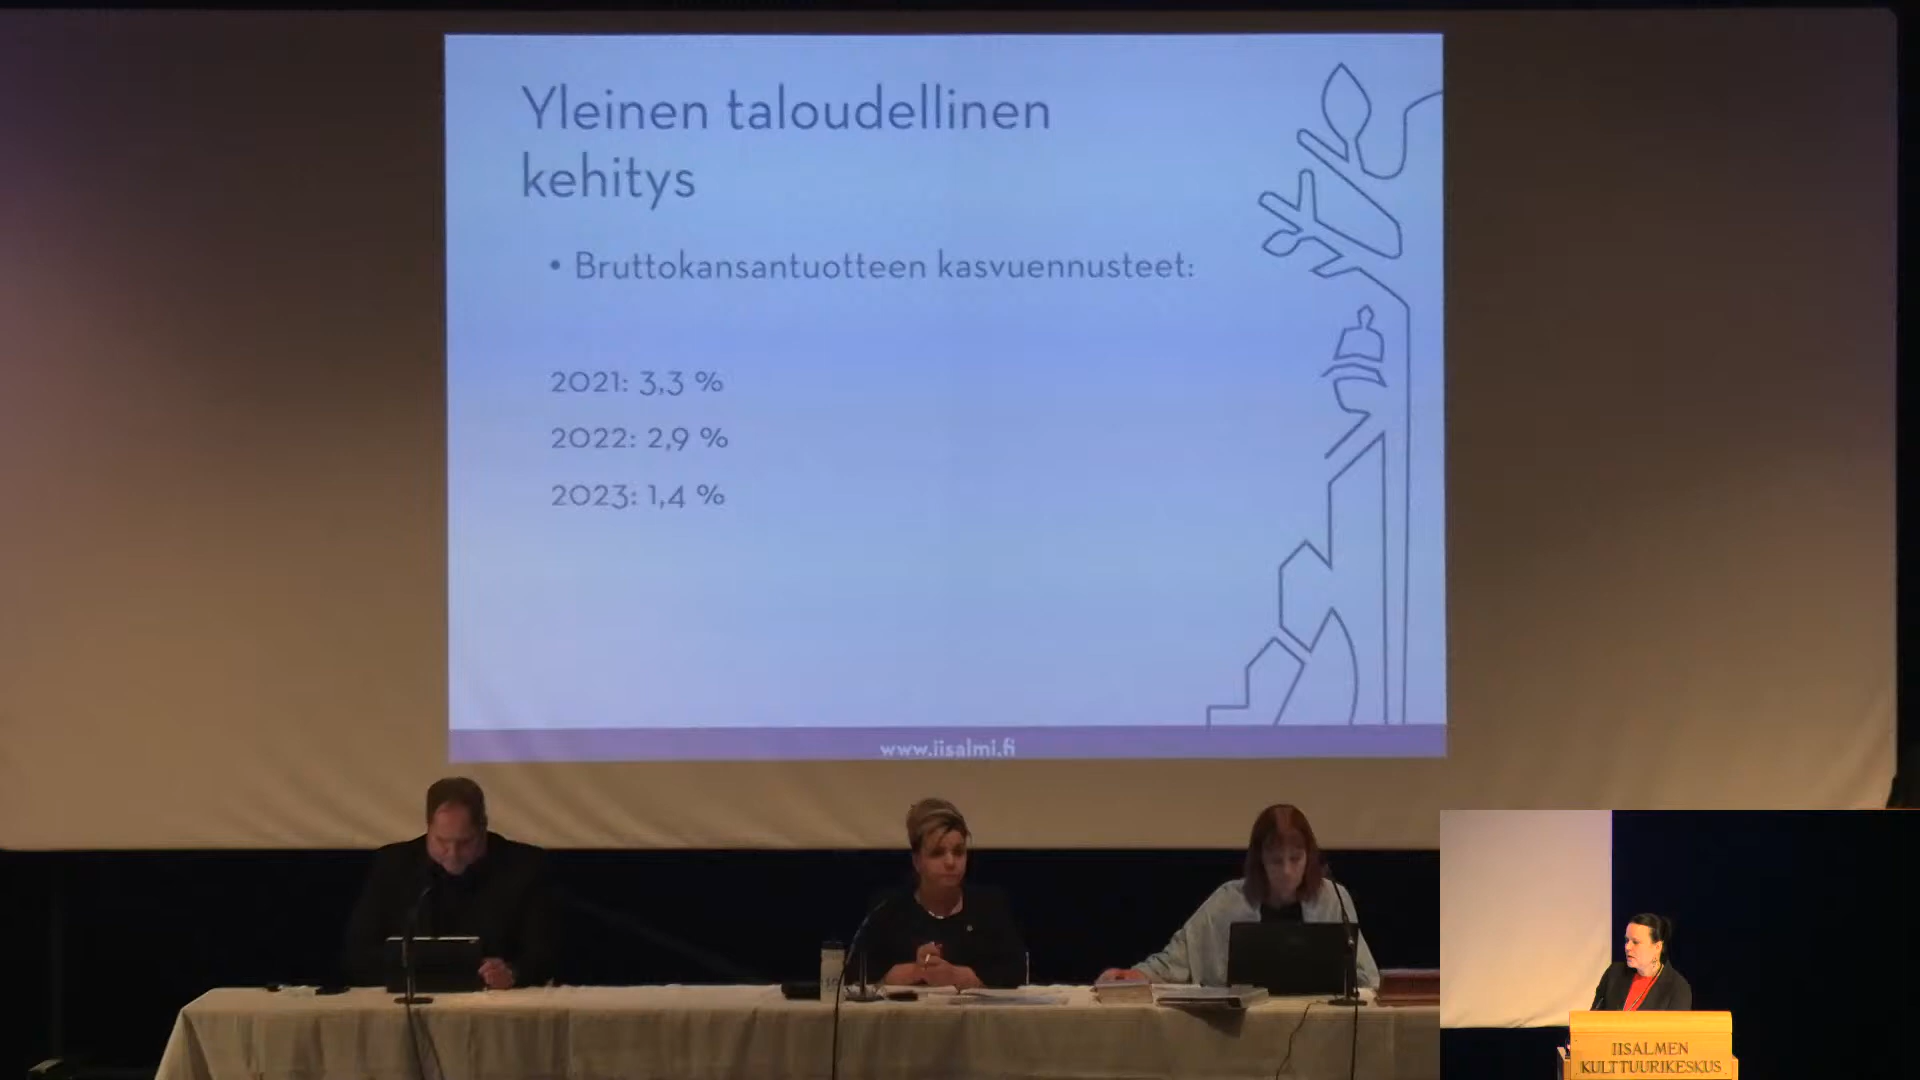 Yleinen taloudellinen
kehitys
• Bruttokansantuotteen kasvuennusteet:
2021: 3,3 %
2022: 2,9 %
2023: 1,4 %
www.iisalmi.fi
IISALMEN
KULTTUURIKESKUS